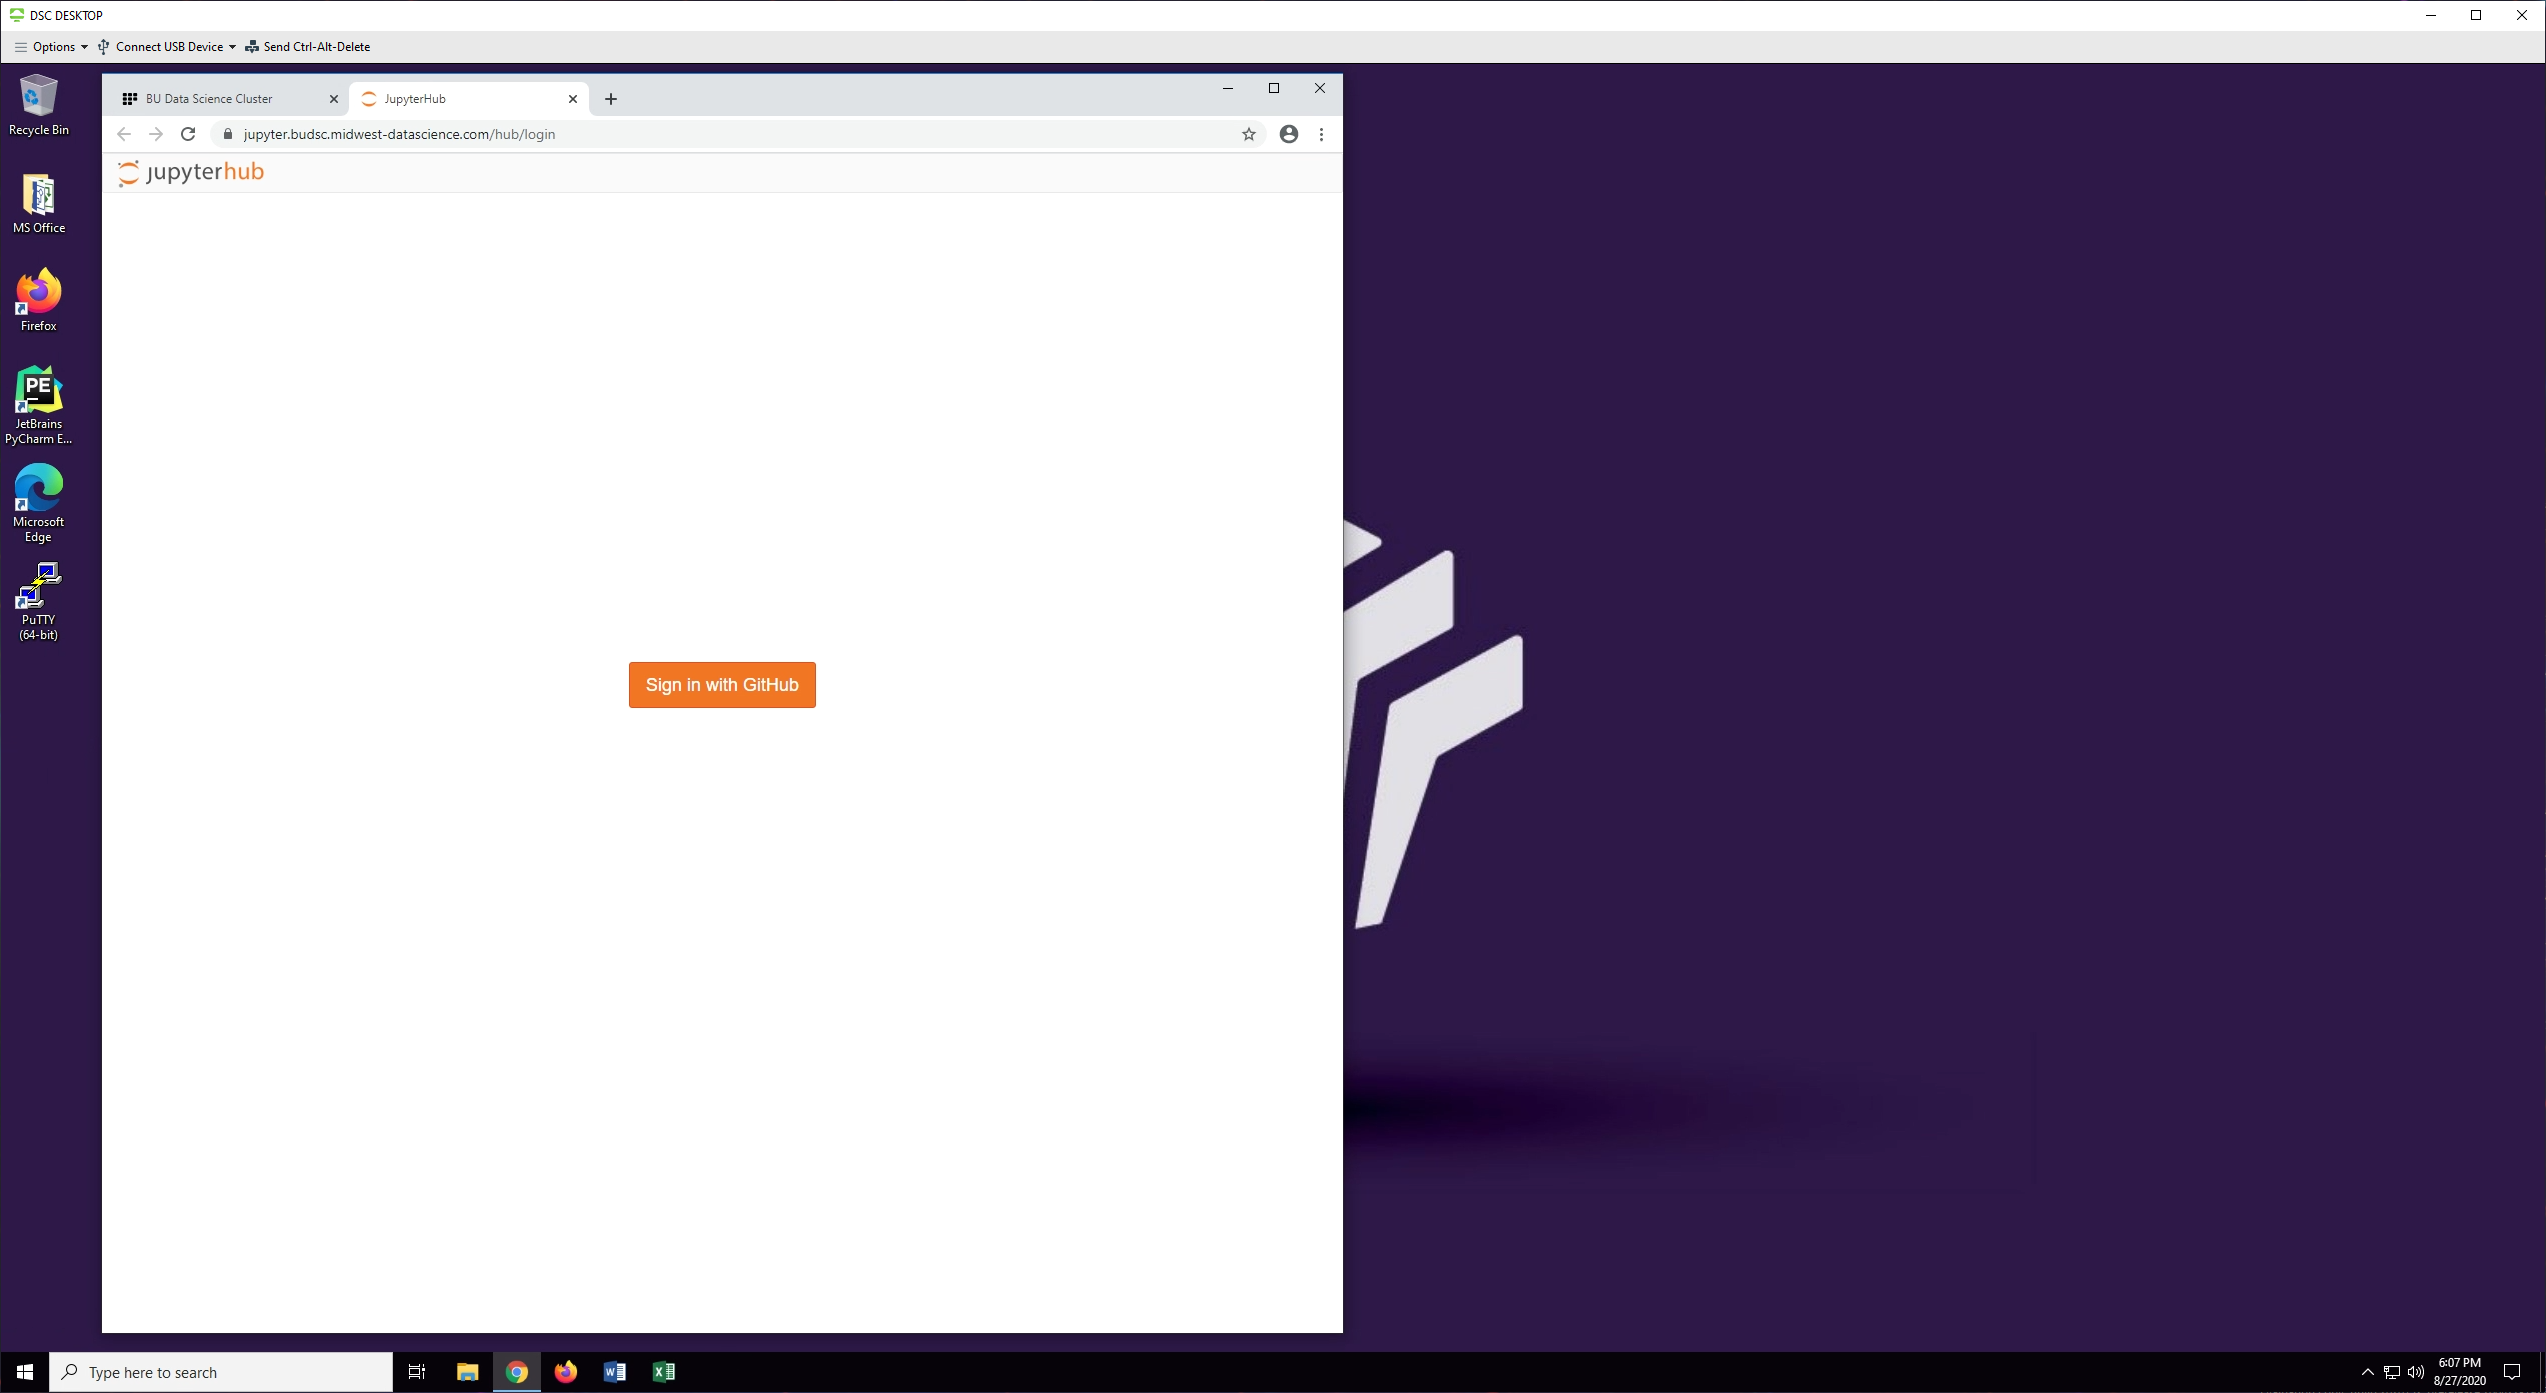 DSC DESKTOP
Options
Connect USB Device
Send Ctrl-Alt-Delete
BU Data Science Cluster
JupyterHub
jupyter.budsc.midwest-datascience.com/hub/login
jupyterhub
Sign in with GitHub
Recycle Bin
MS Office
Firefox
PE
JetBrains
PyCharm E...
Microsoft
Edge
PuTTY
(64-bit)
Type here to search
6:07 PM
8/27/2020